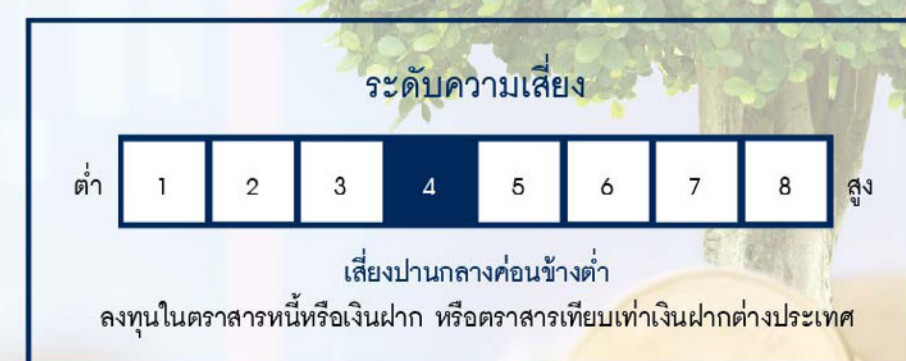 ระดับความเสี่ยง
ต่ำ 1 2 3 4 5 6 7 8 สูง
เสี่ยงปานกลางค่อนข้างต่ำ
ลงทุนในตราสารหนี้หรือเงินฝาก หรือตราสารเทียบเท่าเงินฝากต่างประเทศ